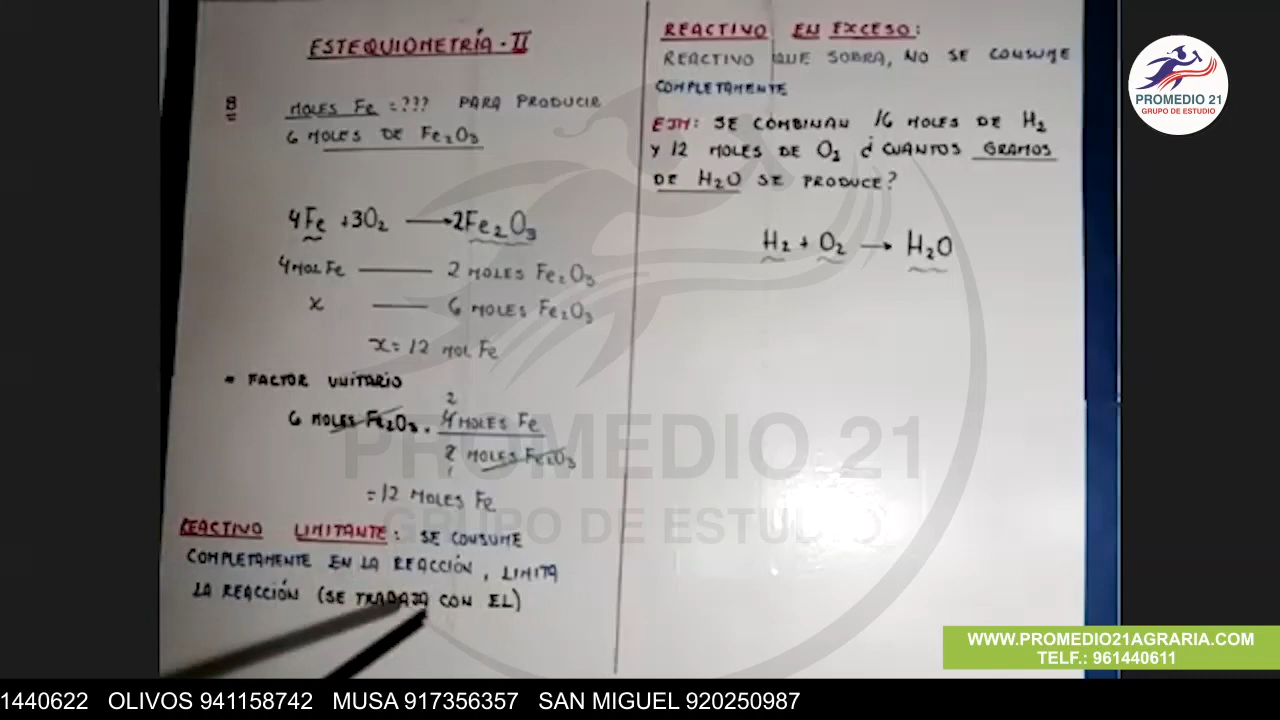 ESTEQUIOMETRÍA - II
8 MOLES Fe = ??? PARA PRODUCIR
6 MOLES DE Fe₂O₃
4Fe + 3O₂ → 2Fe₂O₃
4 MOL Fe —— 2 MOLES Fe₂O₃
x —— 6 MOLES Fe₂O₃
x = 12 MOL Fe
FACTOR UNITARIO
2
6 MOLES Fe₂O₃ . 4 MOLES Fe
2 MOLES Fe₂O₃
1
= 12 MOLES Fe
REACTIVO LIMITANTE: SE CONSUME
COMPLETAMENTE EN LA REACCIÓN, LIMITA
LA REACCIÓN (SE TRABAJA CON EL)
REACTIVO EN EXCESO:
REACTIVO QUE SOBRA, NO SE CONSUME
COMPLETAMENTE
EJM: SE COMBINAN 16 MOLES DE H₂
Y 12 MOLES DE O₂ ¿ CUANTOS GRAMOS
DE H₂O SE PRODUCE?
H₂ + O₂ → H₂O
PROMEDIO 21
GRUPO DE ESTUDIO
PROMEDIO 21
GRUPO DE ESTUDIO
WWW.PROMEDIO21AGRARIA.COM
TELF.: 961440611
1440622 OLIVOS 941158742 MUSA 917356357 SAN MIGUEL 920250987